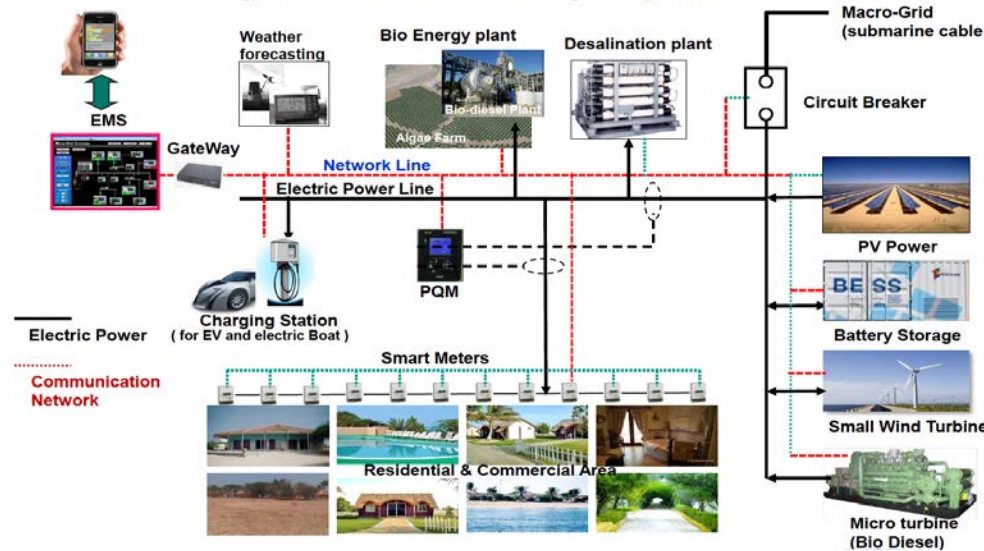 Macro-Grid
(submarine cable
Weather
forecasting
Bio Energy plant
Desalination plant
Bio-diesel Plant
Algae Farm
Circuit Breaker
EMS
GateWay
Network Line
Electric Power Line
PV Power
PQM
BESS
Electric Power
Charging Station
( for EV and electric Boat )
Battery Storage
Communication
Network
Smart Meters
Small Wind Turbine
Residential & Commercial Area
Micro turbine
(Bio Diesel)